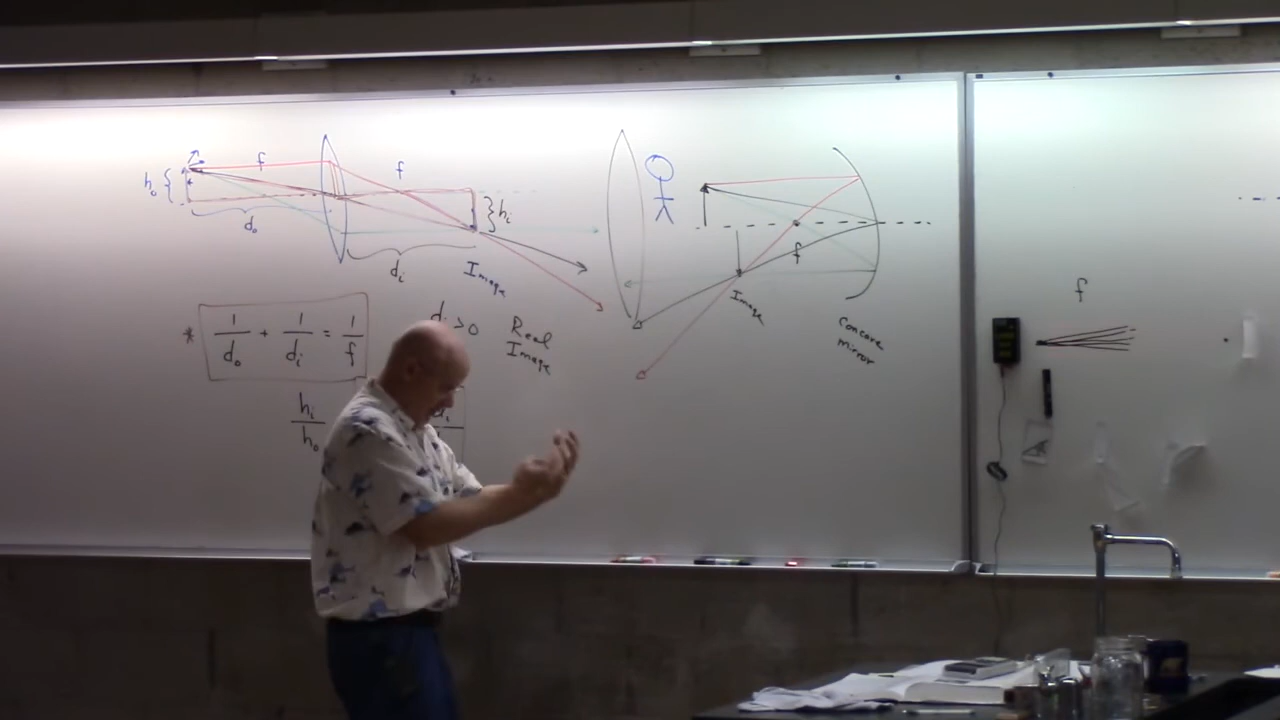 h₀ {
f
f
d₀
} hᵢ
dᵢ
Image
* 1/d₀ + 1/dᵢ = 1/f
dᵢ > 0
Real
Image
hᵢ/h₀
dᵢ
f
Image
Concave
mirror
f